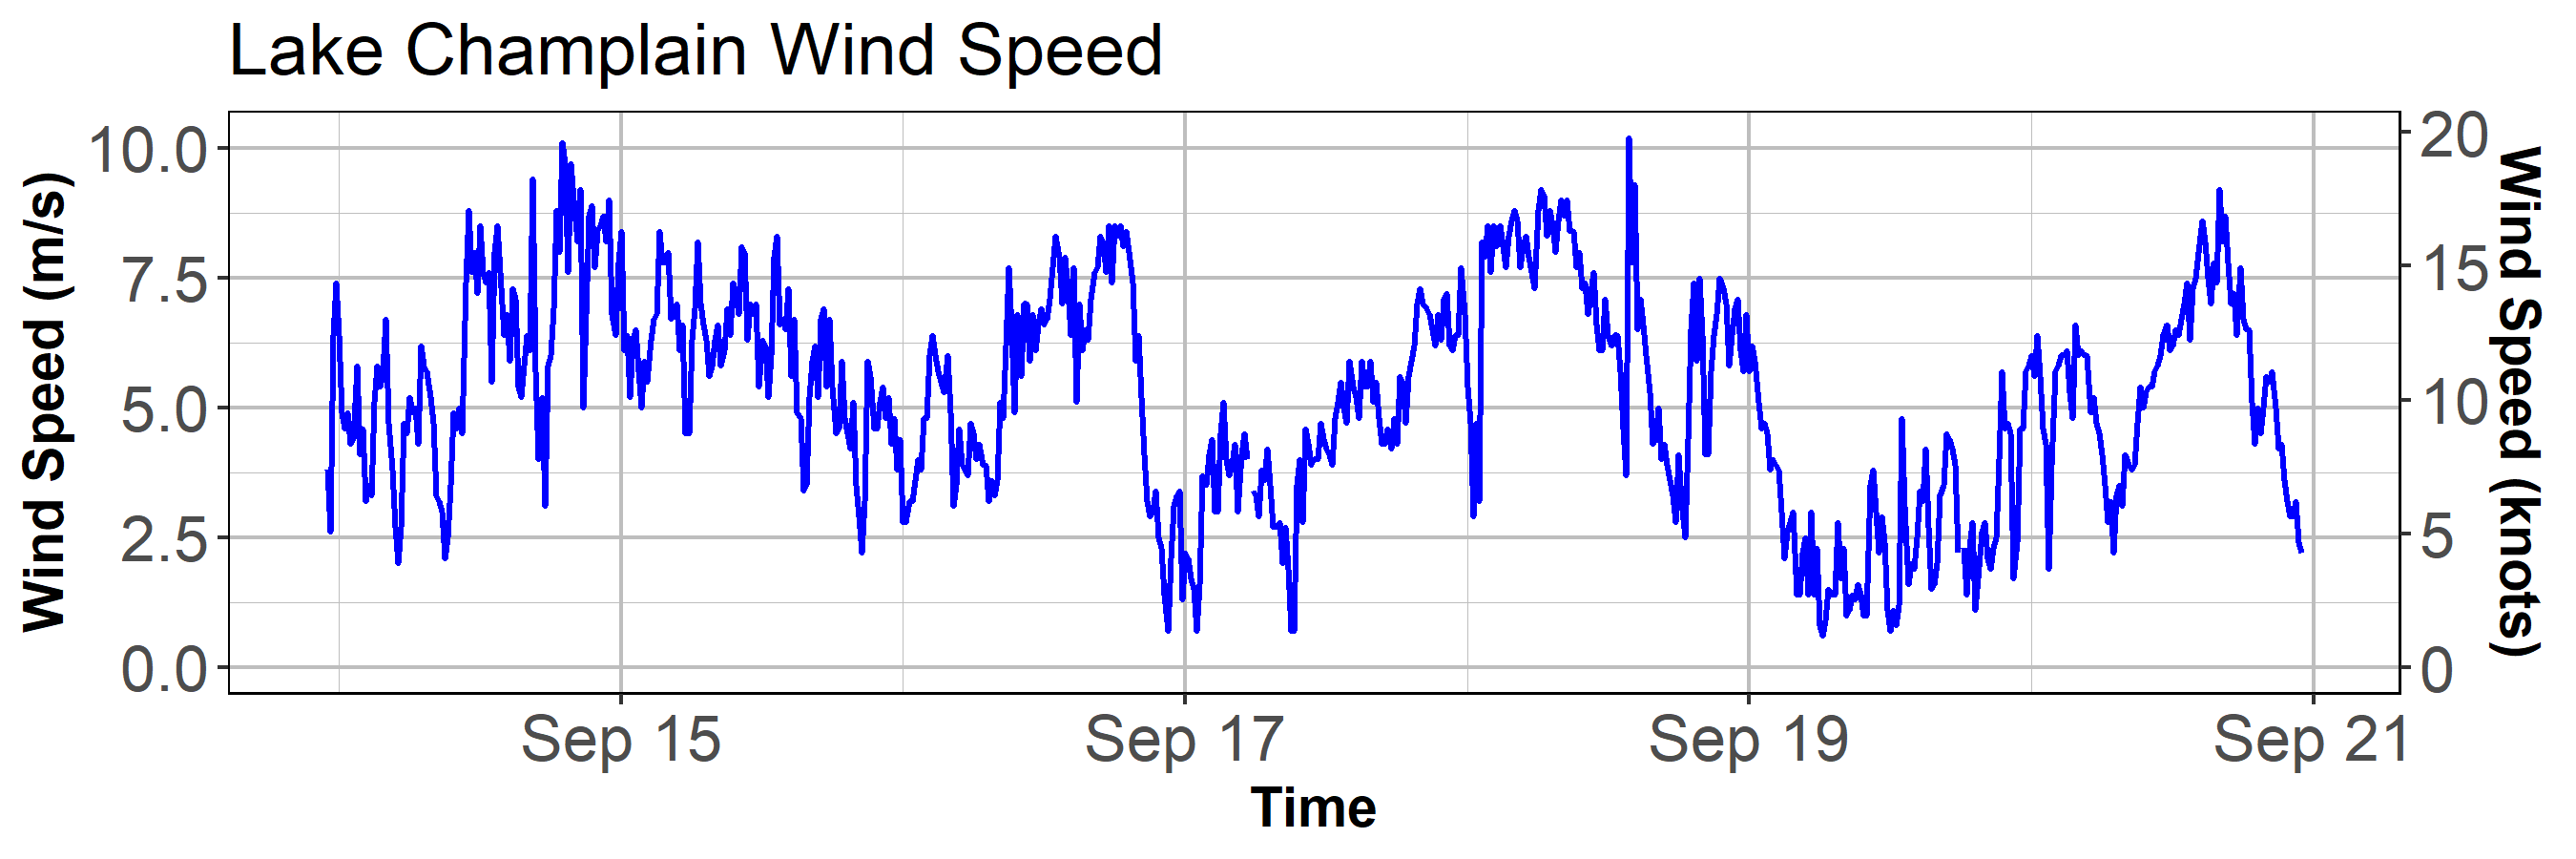 Lake Champlain Wind Speed
Wind Speed (m/s)
10.0
7.5
5.0
2.5
0.0
20
15
10
5
0
Wind Speed (knots)
Sep 15 Sep 17 Sep 19 Sep 21
Time